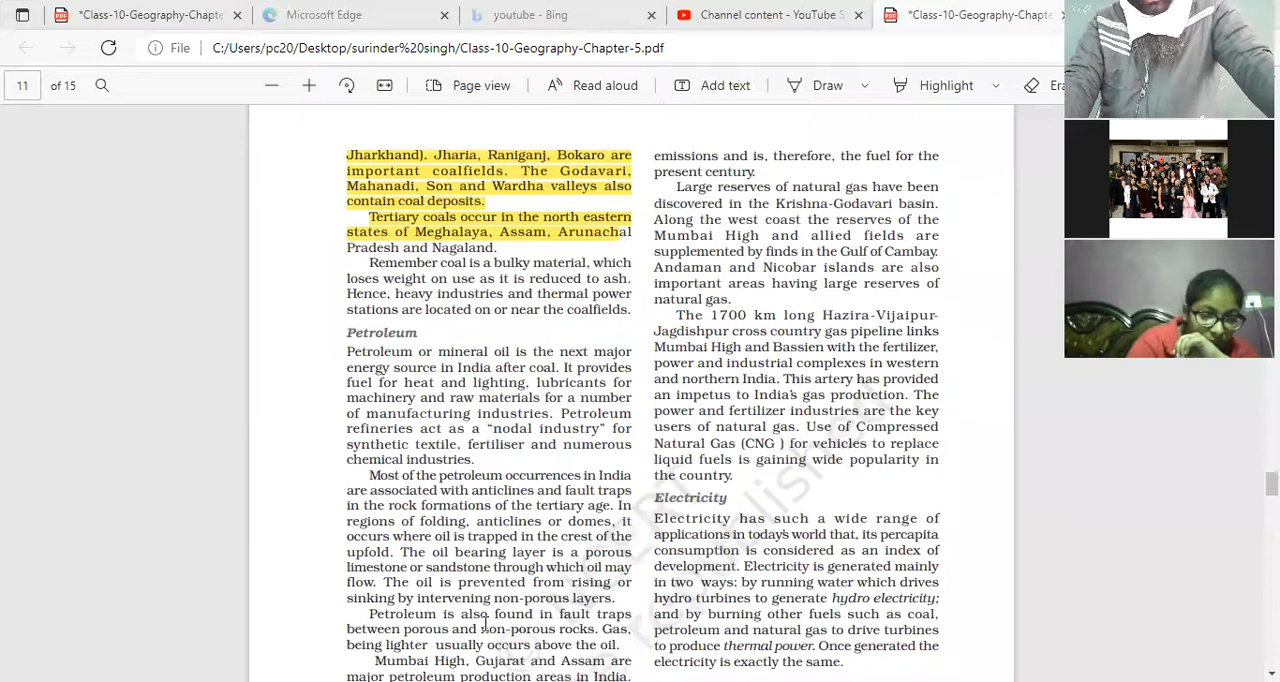 *Class-10-Geography-Chapte
Microsoft Edge
youtube - Bing
Channel content - YouTube S
*Class-10-Geography-Chapte
File
C:/Users/pc20/Desktop/surinder%20singh/Class-10-Geography-Chapter-5.pdf
11 of 15
Page view
Read aloud
Add text
Draw
Highlight
Era
Jharkhand). Jharia, Raniganj, Bokaro are
important coalfields. The Godavari,
Mahanadi, Son and Wardha valleys also
contain coal deposits.
Tertiary coals occur in the north eastern
states of Meghalaya, Assam, Arunachal
Pradesh and Nagaland.
Remember coal is a bulky material, which
loses weight on use as it is reduced to ash.
Hence, heavy industries and thermal power
stations are located on or near the coalfields.
Petroleum
Petroleum or mineral oil is the next major
energy source in India after coal. It provides
fuel for heat and lighting, lubricants for
machinery and raw materials for a number
of manufacturing industries. Petroleum
refineries act as a “nodal industry” for
synthetic textile, fertiliser and numerous
chemical industries.
Most of the petroleum occurrences in India
are associated with anticlines and fault traps
in the rock formations of the tertiary age. In
regions of folding, anticlines or domes, it
occurs where oil is trapped in the crest of the
upfold. The oil bearing layer is a porous
limestone or sandstone through which oil may
flow. The oil is prevented from rising or
sinking by intervening non-porous layers.
Petroleum is also found in fault traps
between porous and non-porous rocks. Gas,
being lighter usually occurs above the oil.
Mumbai High, Gujarat and Assam are
major petroleum production areas in India.
emissions and is, therefore, the fuel for the
present century.
Large reserves of natural gas have been
discovered in the Krishna-Godavari basin.
Along the west coast the reserves of the
Mumbai High and allied fields are
supplemented by finds in the Gulf of Cambay.
Andaman and Nicobar islands are also
important areas having large reserves of
natural gas.
The 1700 km long Hazira-Vijaipur-
Jagdishpur cross country gas pipeline links
Mumbai High and Bassien with the fertilizer,
power and industrial complexes in western
and northern India. This artery has provided
an impetus to India’s gas production. The
power and fertilizer industries are the key
users of natural gas. Use of Compressed
Natural Gas (CNG ) for vehicles to replace
liquid fuels is gaining wide popularity in
the country.
Electricity
Electricity has such a wide range of
applications in today’s world that, its percapita
consumption is considered as an index of
development. Electricity is generated mainly
in two ways: by running water which drives
hydro turbines to generate hydro electricity;
and by burning other fuels such as coal,
petroleum and natural gas to drive turbines
to produce thermal power. Once generated the
electricity is exactly the same.